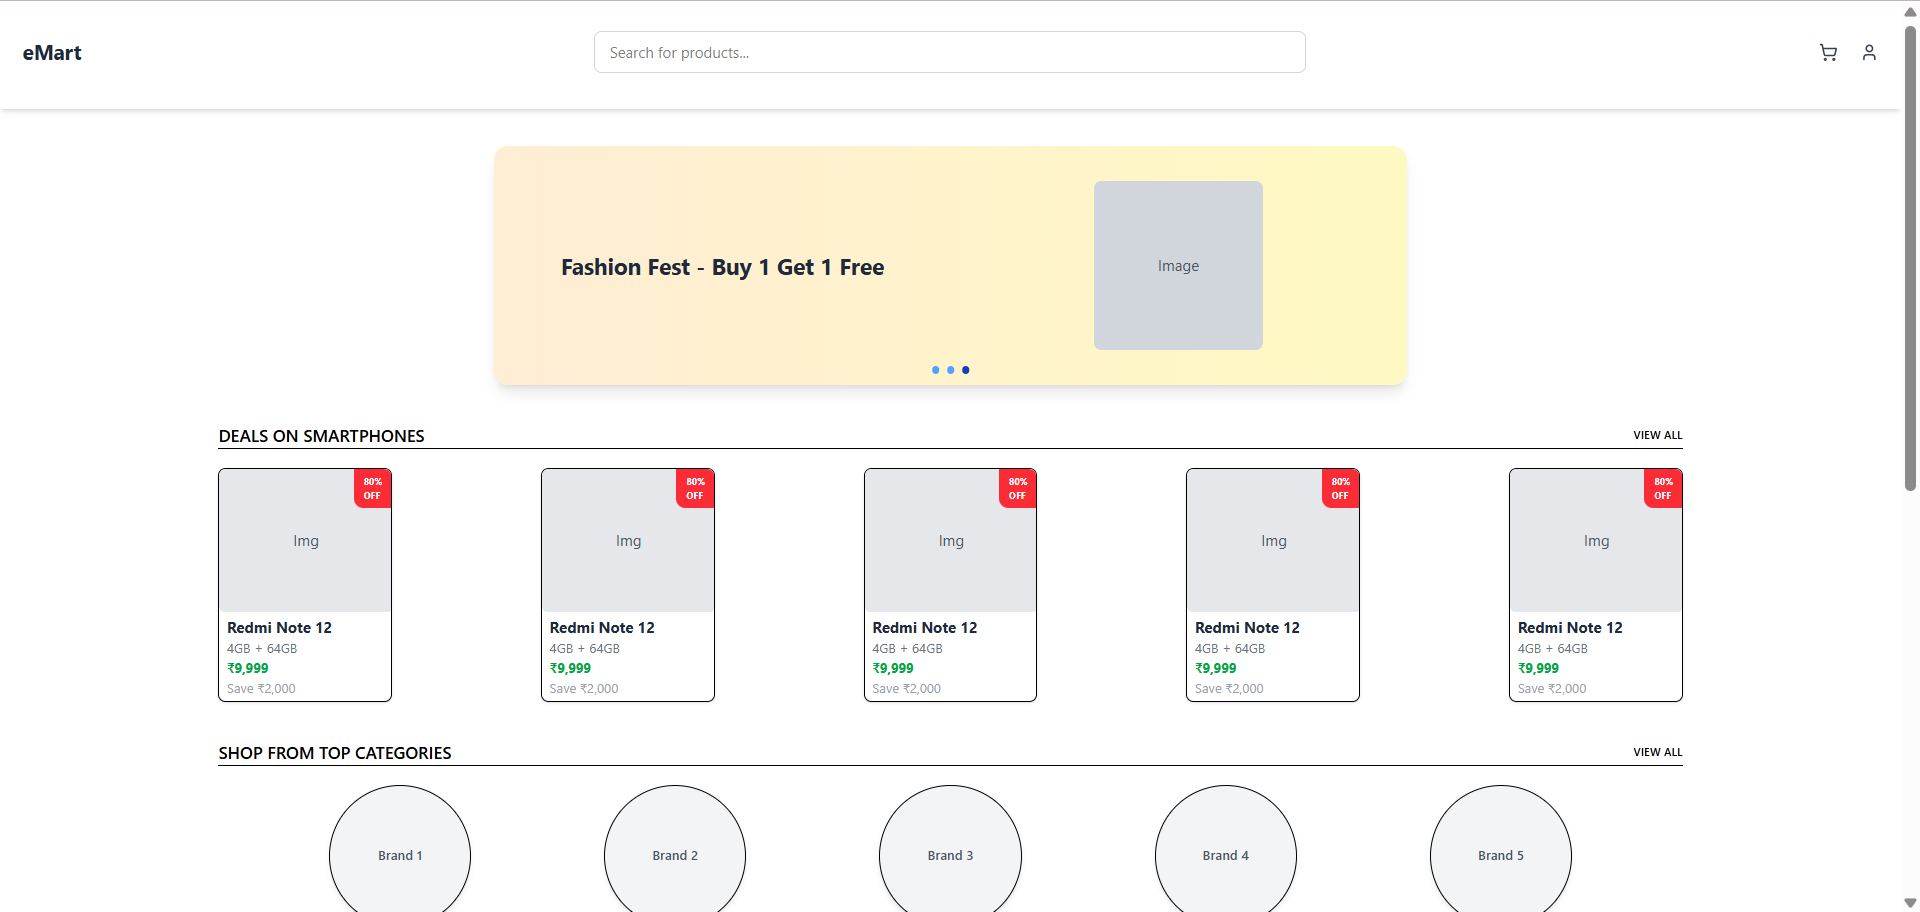 eMart
Search for products...
Fashion Fest - Buy 1 Get 1 Free
Image
DEALS ON SMARTPHONES
VIEW ALL
80%
OFF
Img
Redmi Note 12
4GB + 64GB
₹9,999
Save ₹2,000
80%
OFF
Img
Redmi Note 12
4GB + 64GB
₹9,999
Save ₹2,000
80%
OFF
Img
Redmi Note 12
4GB + 64GB
₹9,999
Save ₹2,000
80%
OFF
Img
Redmi Note 12
4GB + 64GB
₹9,999
Save ₹2,000
80%
OFF
Img
Redmi Note 12
4GB + 64GB
₹9,999
Save ₹2,000
SHOP FROM TOP CATEGORIES
VIEW ALL
Brand 1
Brand 2
Brand 3
Brand 4
Brand 5